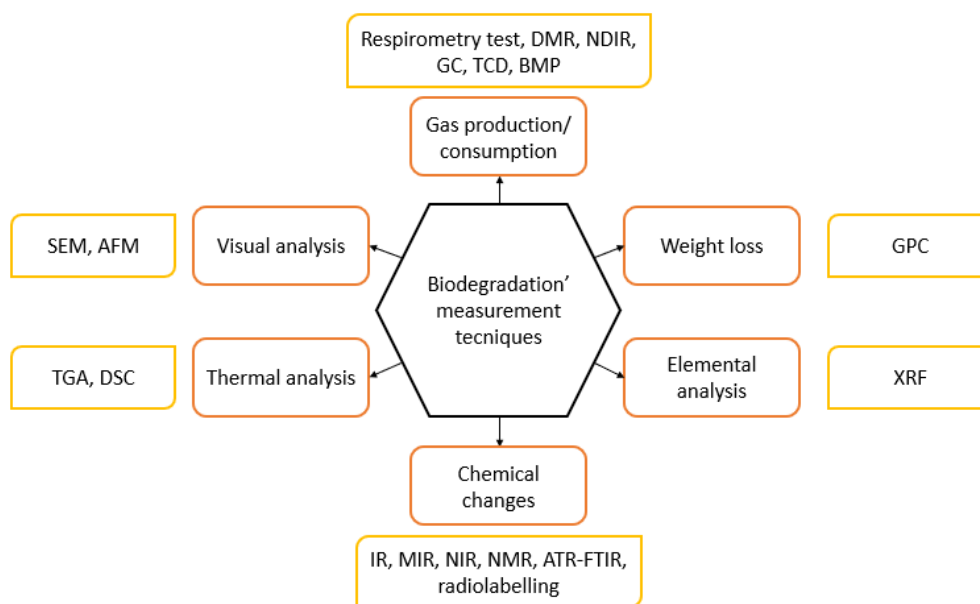 Respirometry test, DMR, NDIR,
GC, TCD, BMP
Gas production/
consumption
SEM, AFM
Visual analysis
Biodegradation’
measurement
tecniques
Weight loss
GPC
TGA, DSC
Thermal analysis
Elemental
analysis
XRF
Chemical
changes
IR, MIR, NIR, NMR, ATR-FTIR,
radiolabelling